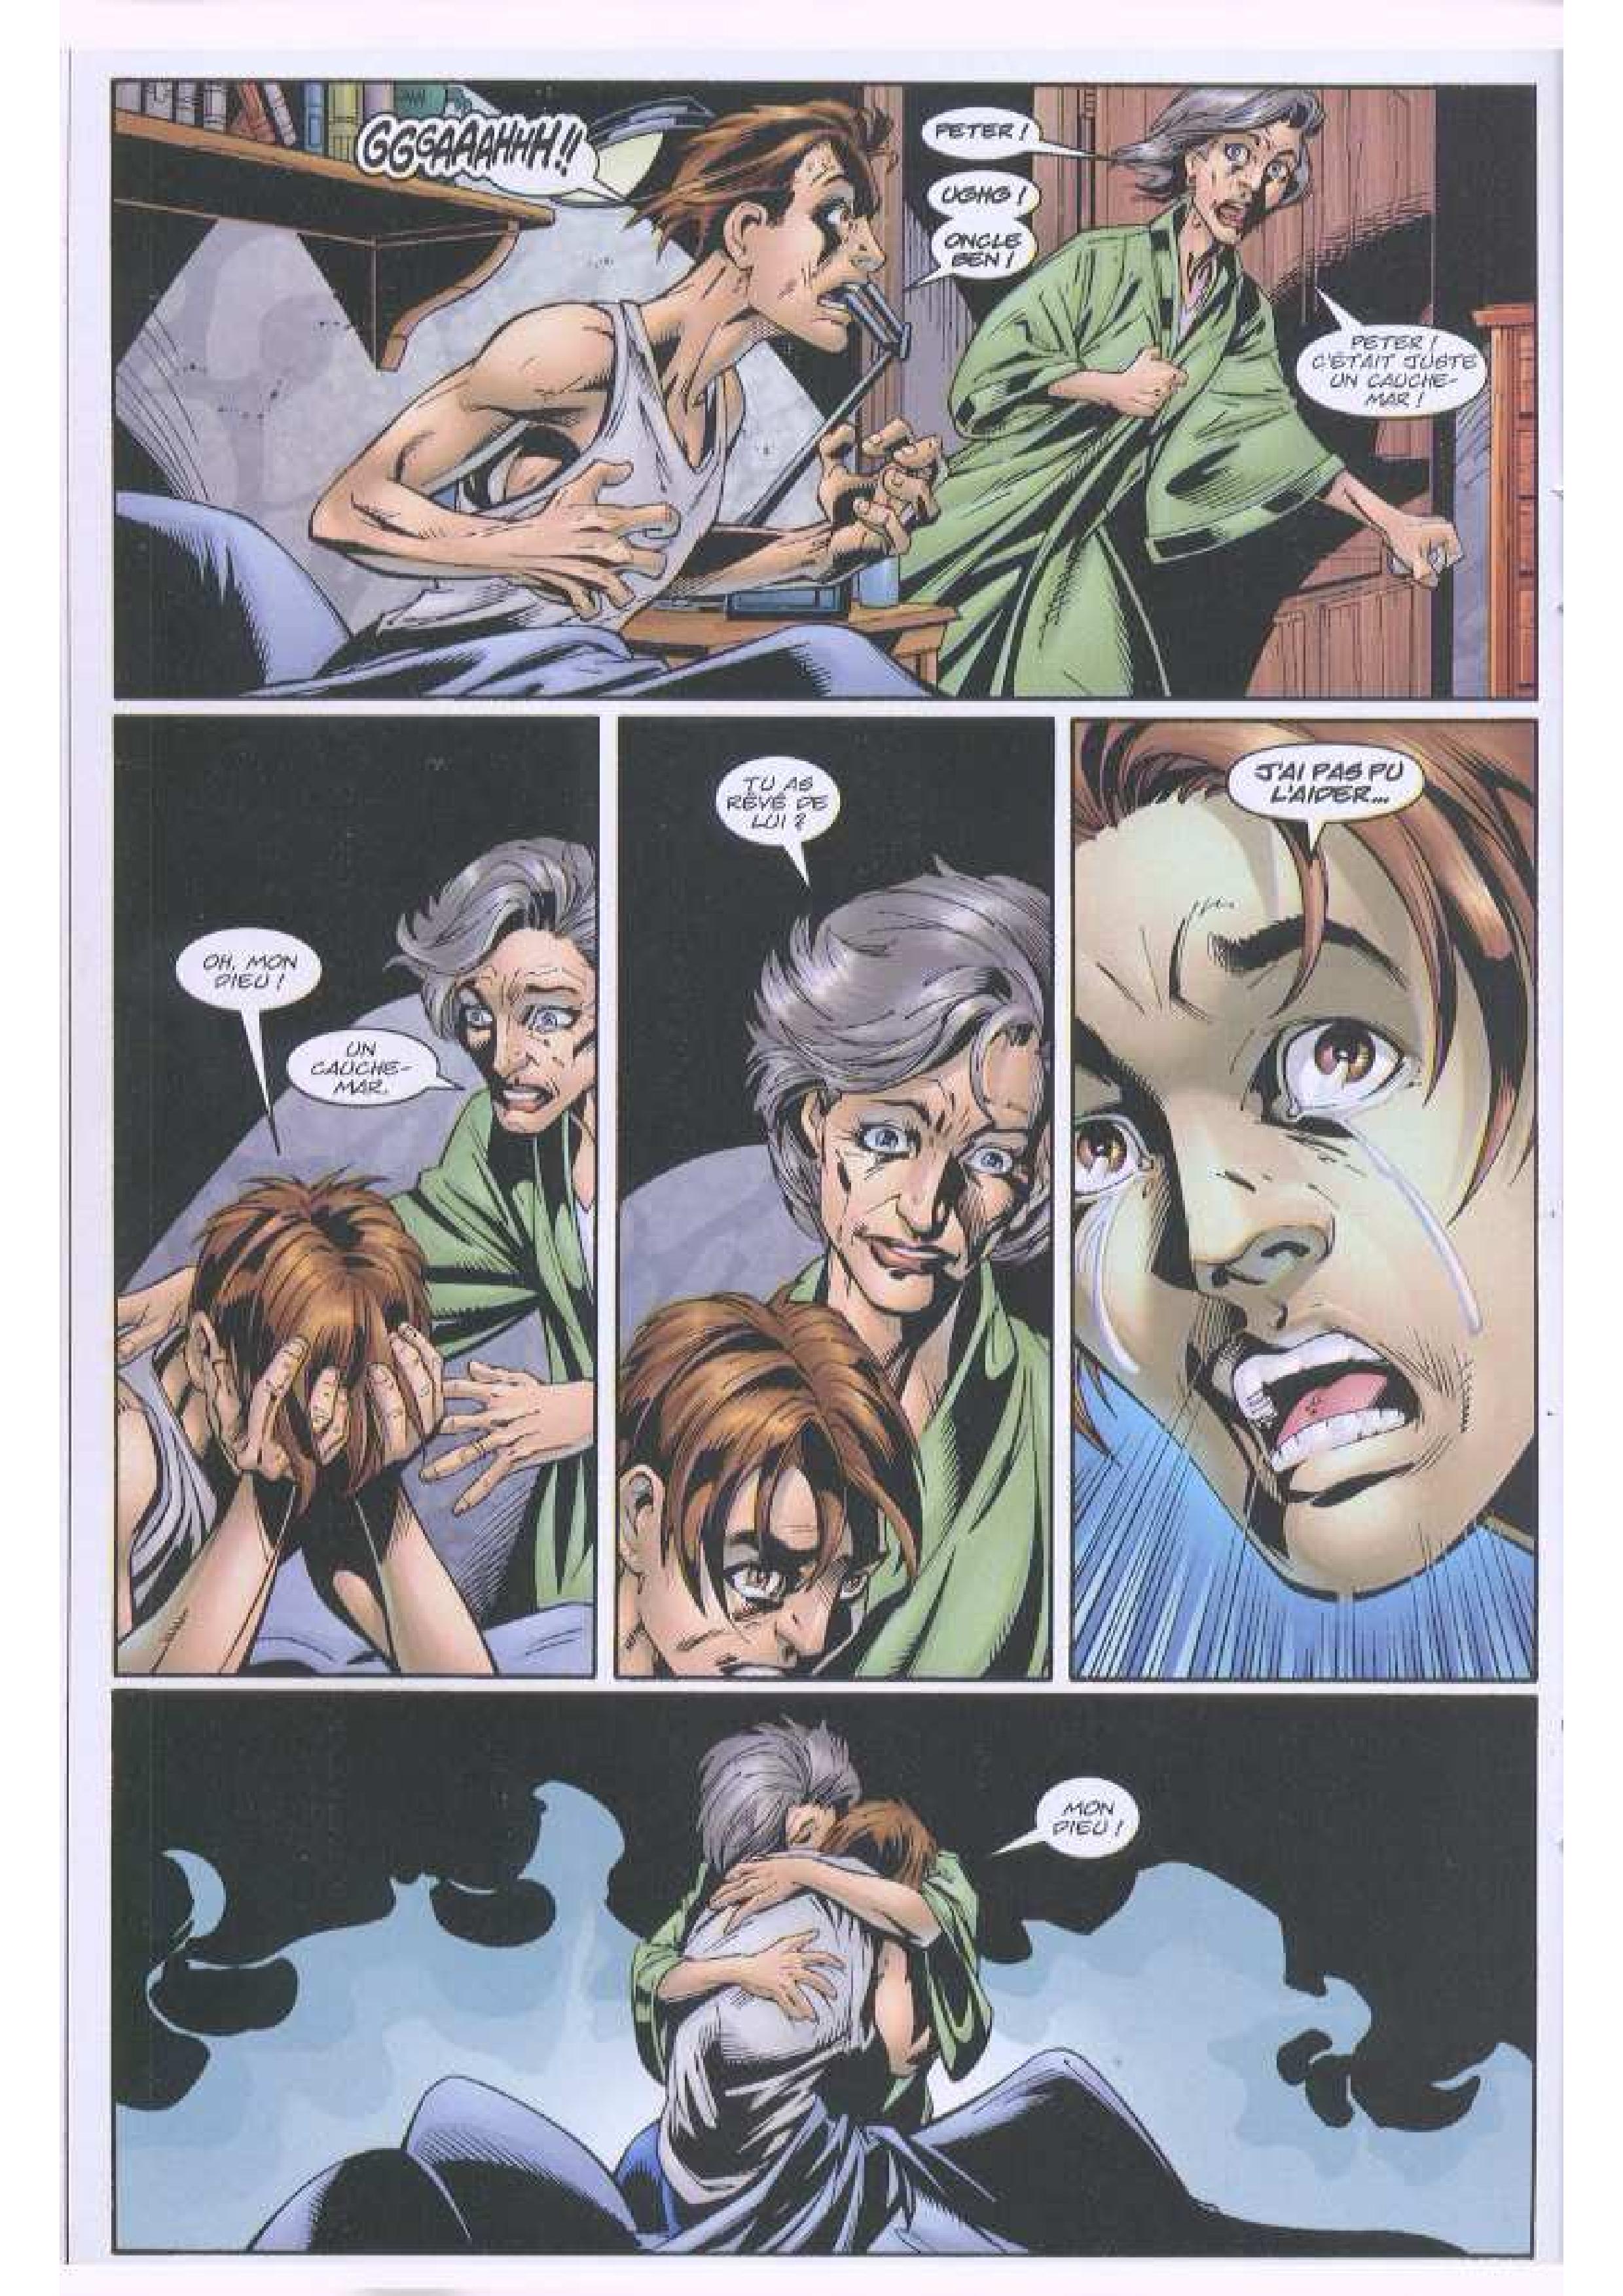 GGGAAAHHH!!
PETER !
UGHG !
ONCLE
BEN !
PETER !
C'ÉTAIT JUSTE
UN CAUCHE-
MAR !
OH, MON
DIEU !
UN
CAUCHE-
MAR.
TU AS
RÊVÉ DE
LUI ?
J'AI PAS PU
L'AIDER...
MON
DIEU !